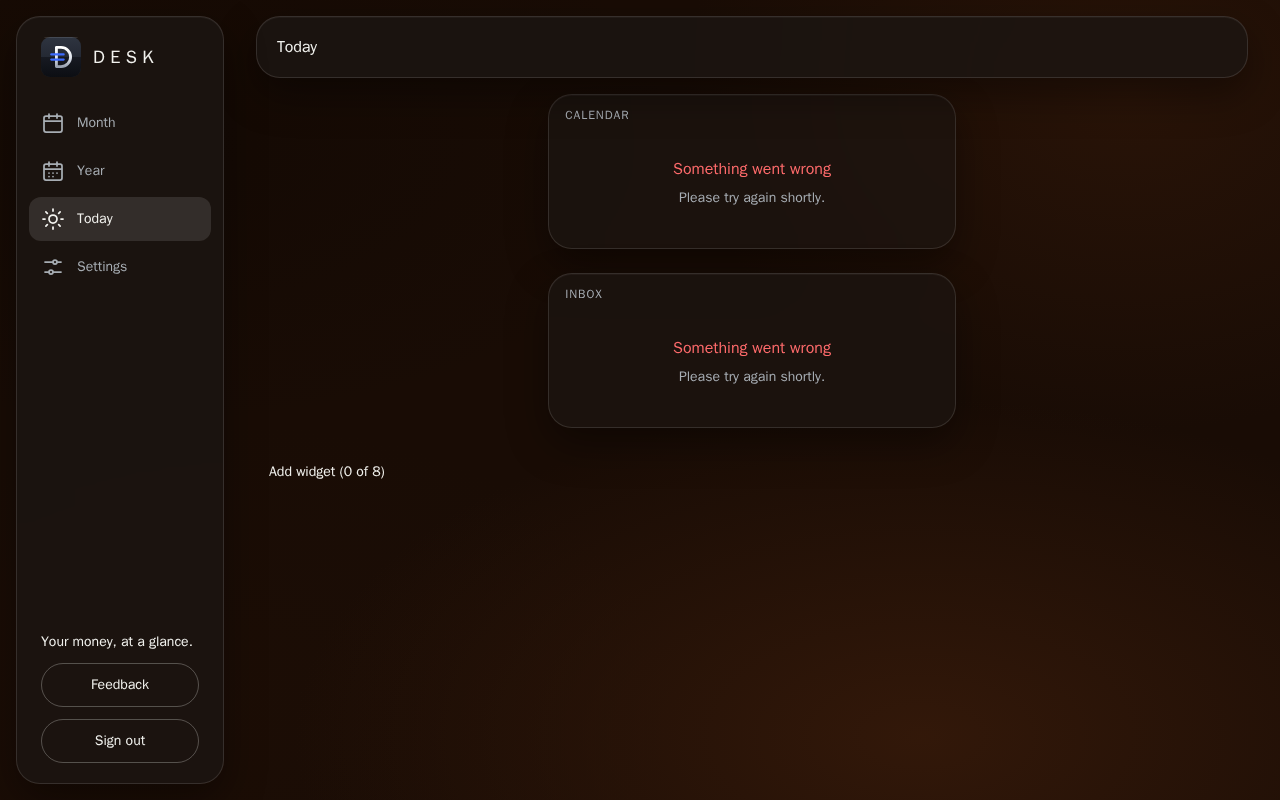 DESK
Month
Year
Today
Settings
Your money, at a glance.
Feedback
Sign out
Today
CALENDAR
Something went wrong
Please try again shortly.
INBOX
Something went wrong
Please try again shortly.
Add widget (0 of 8)